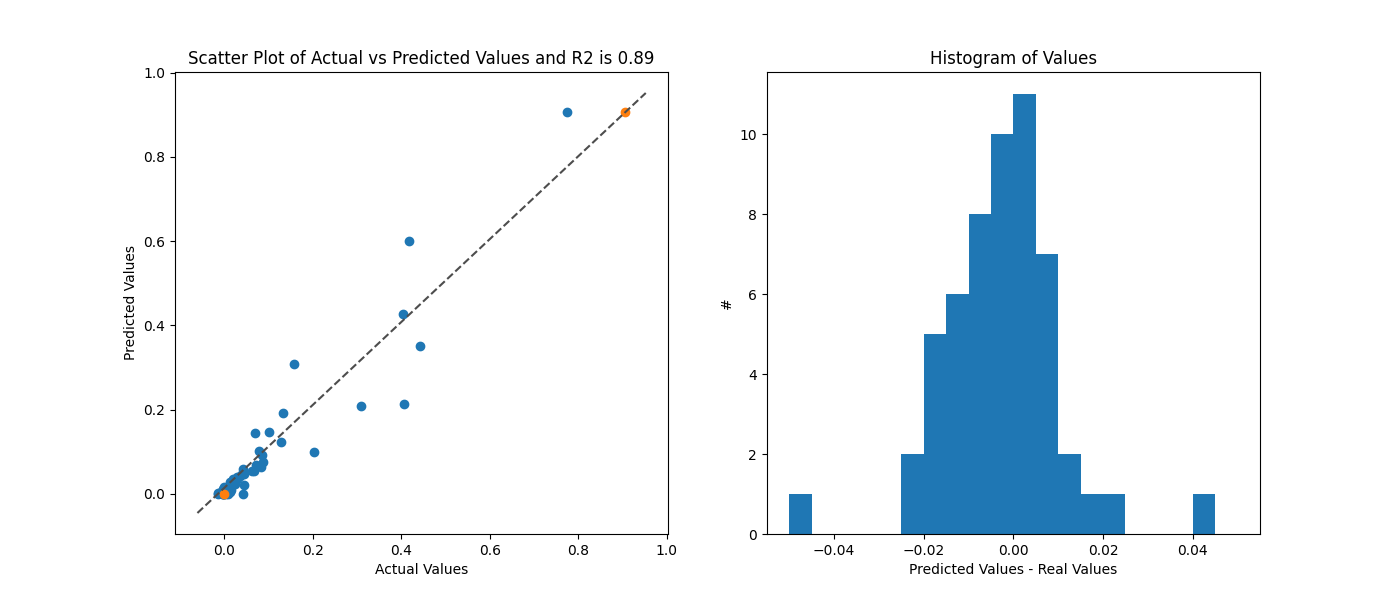 Scatter Plot of Actual vs Predicted Values and R2 is 0.89
1.0
0.8
0.6
0.4
0.2
0.0
Predicted Values
0.0 0.2 0.4 0.6 0.8 1.0
Actual Values
Histogram of Values
10
8
6
4
2
0
#
−0.04 −0.02 0.00 0.02 0.04
Predicted Values - Real Values